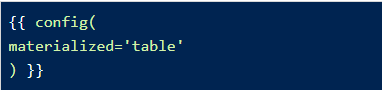 {{ config(
materialized='table'
) }}